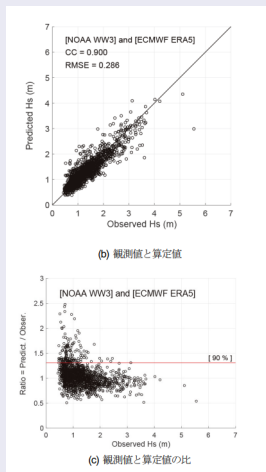 7
6
5
4
3
2
1
0
0 1 2 3 4 5 6 7
Predicted Hs (m)
[NOAA WW3] and [ECMWF ERA5]
CC = 0.900
RMSE = 0.286
Observed Hs (m)
(b) 観測値と算定値
3
2.5
2
1.5
1
0.5
0
0 1 2 3 4 5 6 7
Ratio = Predict. / Obser.
[NOAA WW3] and [ECMWF ERA5]
[ 90 % ]
Observed Hs (m)
(c) 観測値と算定値の比